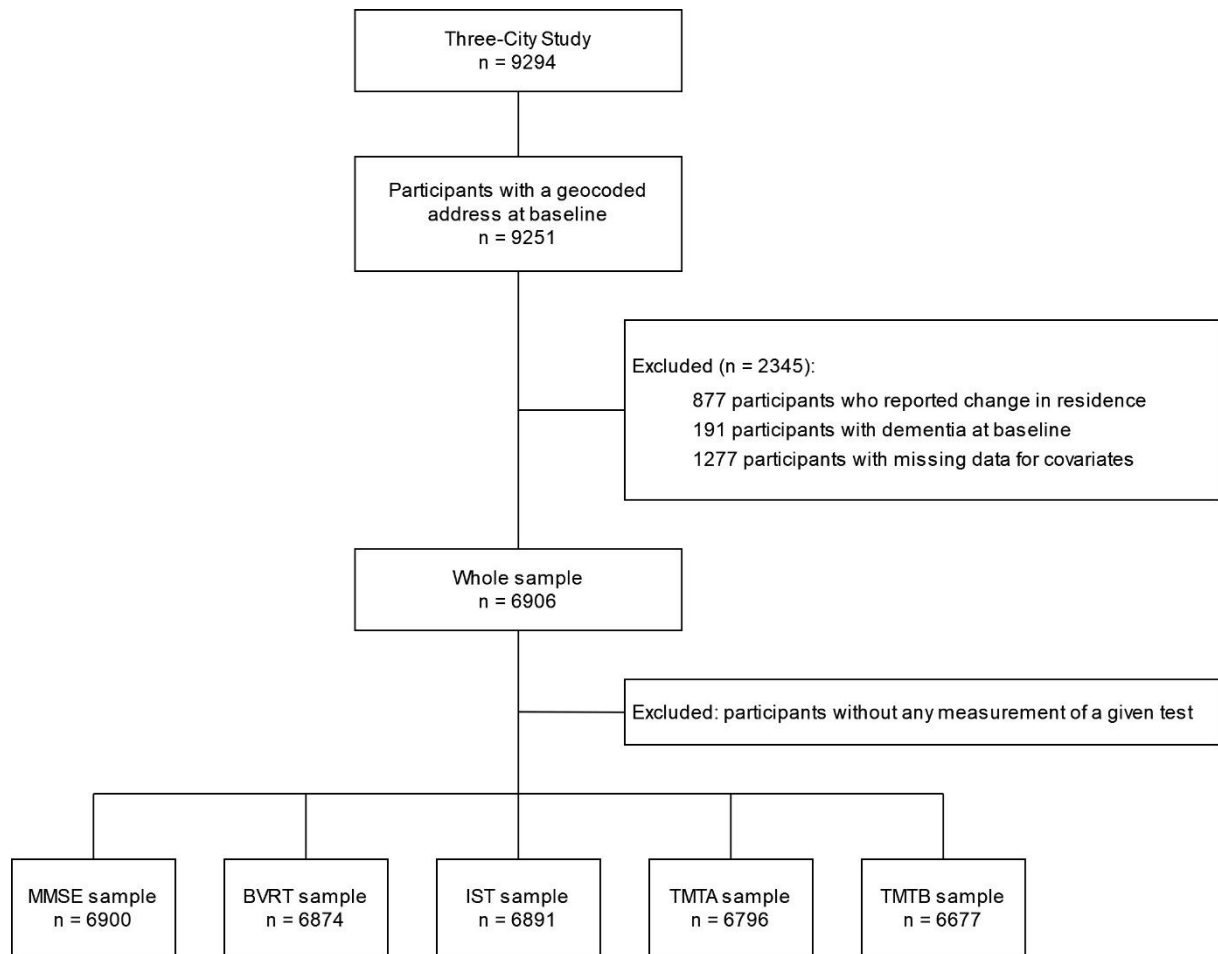 Three-City Study
n = 9294
Participants with a geocoded
address at baseline
n = 9251
Excluded (n = 2345):
877 participants who reported change in residence
191 participants with dementia at baseline
1277 participants with missing data for covariates
Whole sample
n = 6906
Excluded: participants without any measurement of a given test
MMSE sample
n = 6900
BVRT sample
n = 6874
IST sample
n = 6891
TMTA sample
n = 6796
TMTB sample
n = 6677